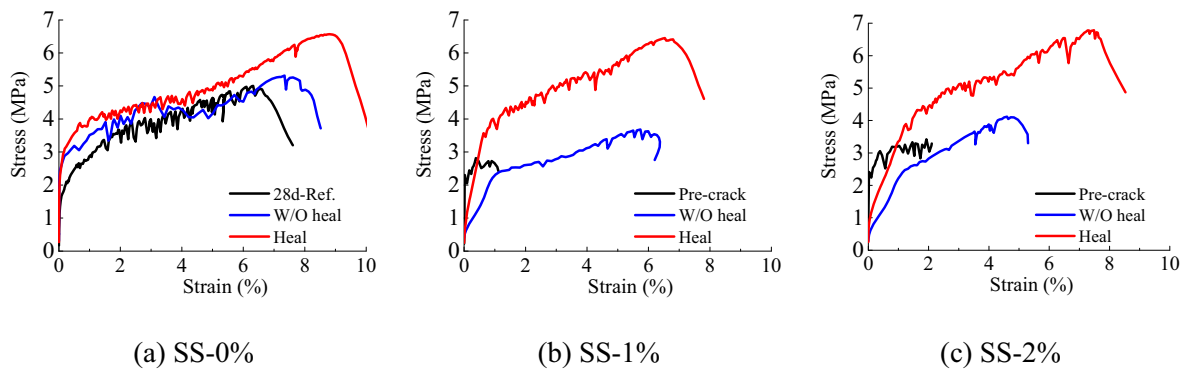 7
6
5
4
3
2
1
0
Stress (MPa)
28d-Ref.
W/O heal
Heal
0 2 4 6 8 10
Strain (%)
(a) SS-0%
7
6
5
4
3
2
1
0
Stress (MPa)
Pre-crack
W/O heal
Heal
0 2 4 6 8 10
Strain (%)
(b) SS-1%
7
6
5
4
3
2
1
0
Stress (MPa)
Pre-crack
W/O heal
Heal
0 2 4 6 8 10
Strain (%)
(c) SS-2%